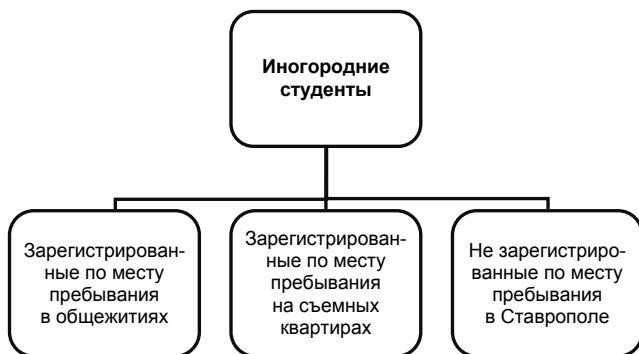 Иногородние
студенты
Зарегистрирован-
ные по месту
пребывания
в общежитиях
Зарегистрирован-
ные по месту
пребывания
на съемных
квартирах
Не зарегистриро-
ванные по месту
пребывания
в Ставрополе